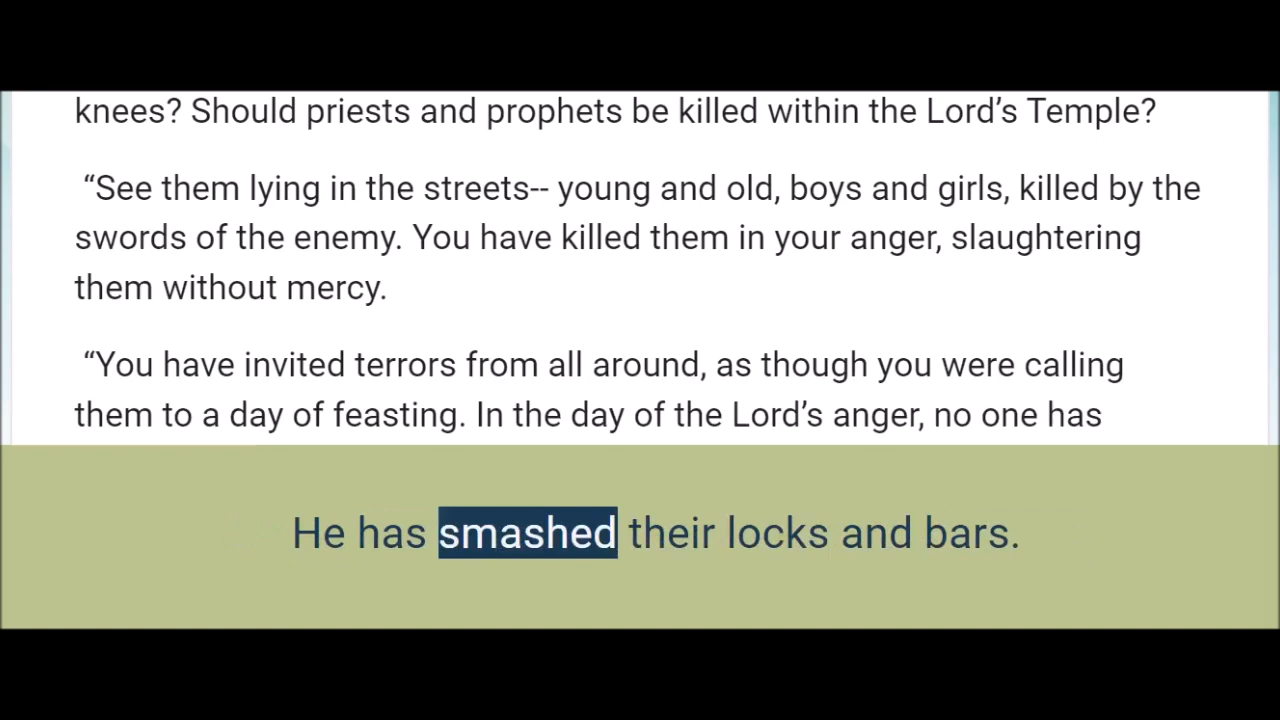 knees? Should priests and prophets be killed within the Lord’s Temple?
“See them lying in the streets-- young and old, boys and girls, killed by the
swords of the enemy. You have killed them in your anger, slaughtering
them without mercy.
“You have invited terrors from all around, as though you were calling
them to a day of feasting. In the day of the Lord’s anger, no one has
He has smashed their locks and bars.